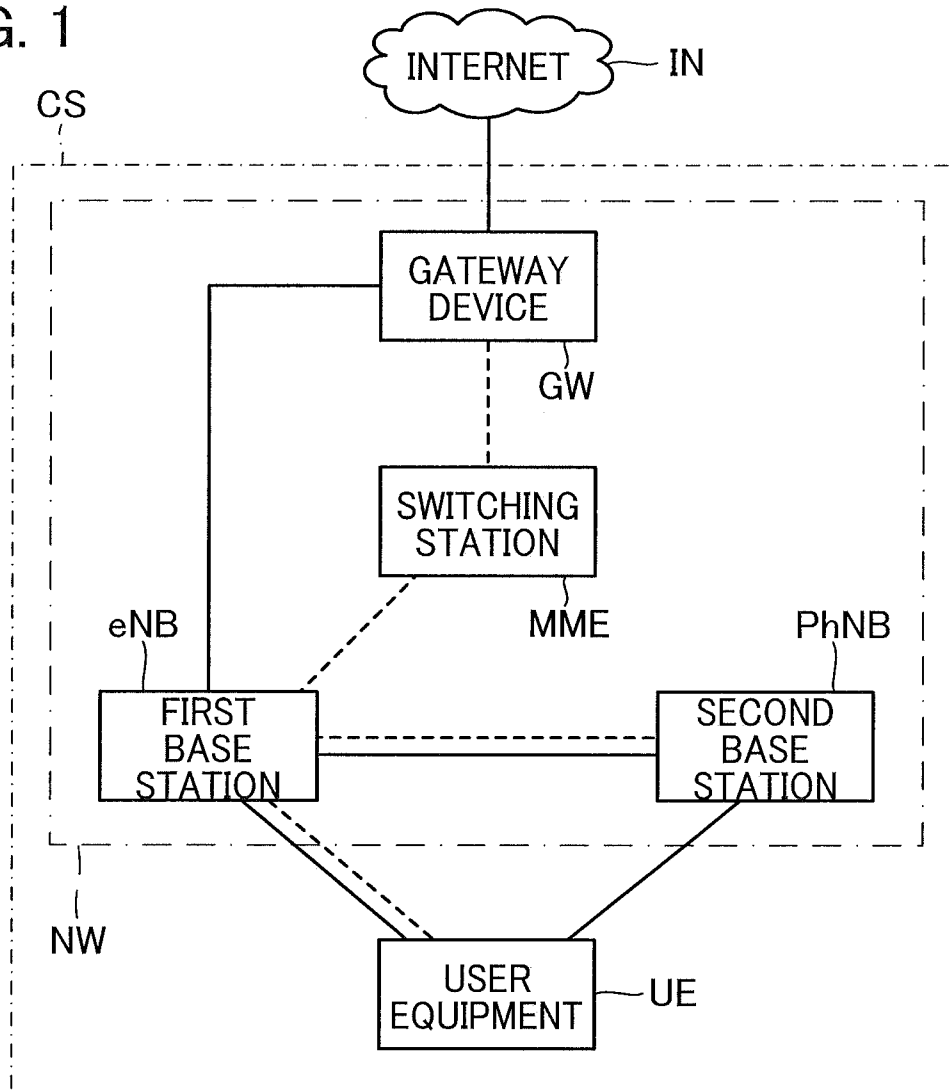 G. 1
INTERNET
IN
CS
GATEWAY
DEVICE
GW
SWITCHING
STATION
MME
eNB
PhNB
FIRST
BASE
STATION
SECOND
BASE
STATION
NW
USER
EQUIPMENT
UE